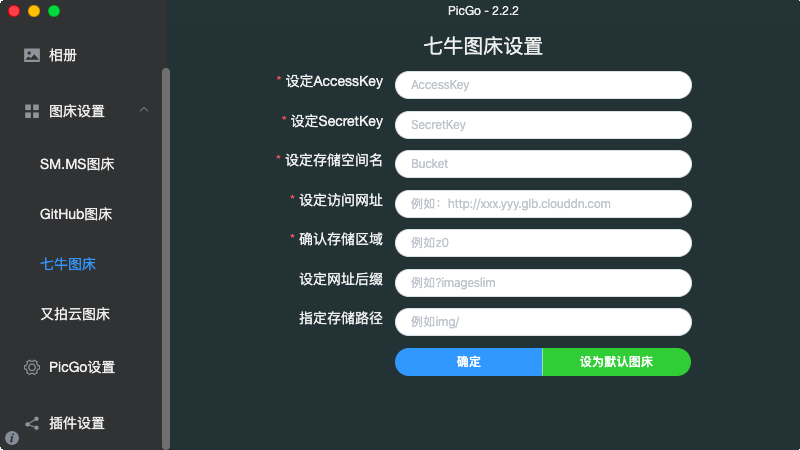 PicGo - 2.2.2
相册
图床设置
SM.MS图床
GitHub图床
七牛图床
又拍云图床
PicGo设置
插件设置
七牛图床设置
* 设定AccessKey
AccessKey
* 设定SecretKey
SecretKey
* 设定存储空间名
Bucket
* 设定访问网址
例如：http://xxx.yyy.glb.clouddn.com
* 确认存储区域
例如z0
设定网址后缀
例如?imageslim
指定存储路径
例如img/
确定
设为默认图床